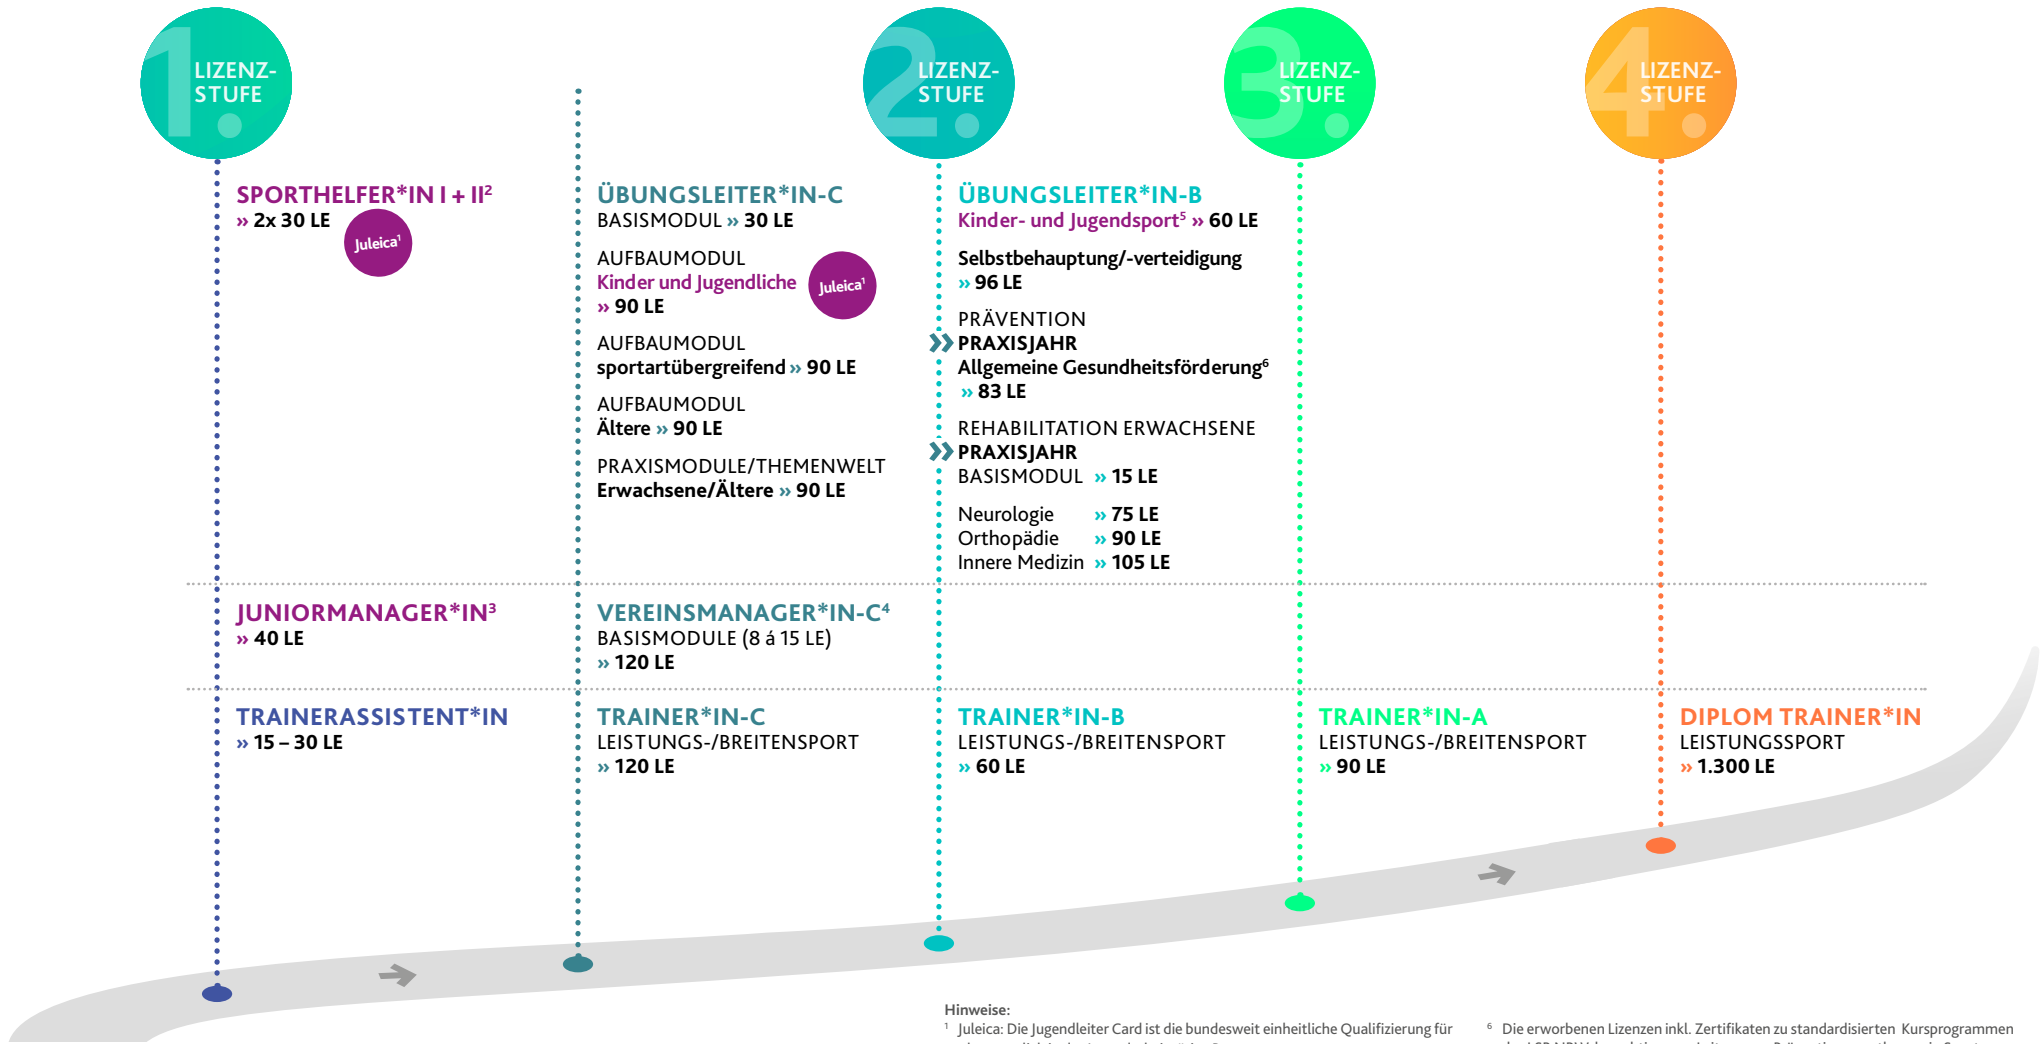 1.
LIZENZ-
STUFE
2.
LIZENZ-
STUFE
3.
LIZENZ-
STUFE
4.
LIZENZ-
STUFE
SPORTHELFER*IN I + II²
» 2x 30 LE
Juleica¹
ÜBUNGSLEITER*IN-C
BASISMODUL » 30 LE
AUFBAUMODUL
Kinder und Jugendliche
» 90 LE
Juleica¹
AUFBAUMODUL
sportartübergreifend » 90 LE
AUFBAUMODUL
Ältere » 90 LE
PRAXISMODULE/THEMENWELT
Erwachsene/Ältere » 90 LE
ÜBUNGSLEITER*IN-B
Kinder- und Jugendsport⁵ » 60 LE
Selbstbehauptung/-verteidigung
» 96 LE
PRÄVENTION
» PRAXISJAHR
Allgemeine Gesundheitsförderung⁶
» 83 LE
REHABILITATION ERWACHSENE
» PRAXISJAHR
BASISMODUL » 15 LE
Neurologie » 75 LE
Orthopädie » 90 LE
Innere Medizin » 105 LE
JUNIORMANAGER*IN³
» 40 LE
VEREINSMANAGER*IN-C⁴
BASISMODULE (8 á 15 LE)
» 120 LE
TRAINERASSISTENT*IN
» 15 – 30 LE
TRAINER*IN-C
LEISTUNGS-/BREITENSPORT
» 120 LE
TRAINER*IN-B
LEISTUNGS-/BREITENSPORT
» 60 LE
TRAINER*IN-A
LEISTUNGS-/BREITENSPORT
» 90 LE
DIPLOM TRAINER*IN
LEISTUNGSSPORT
» 1.300 LE
Hinweise:
¹ Juleica: Die Jugendleiter Card ist die bundesweit einheitliche Qualifizierung für
⁶ Die erworbenen Lizenzen inkl. Zertifikaten zu standardisierten Kursprogrammen